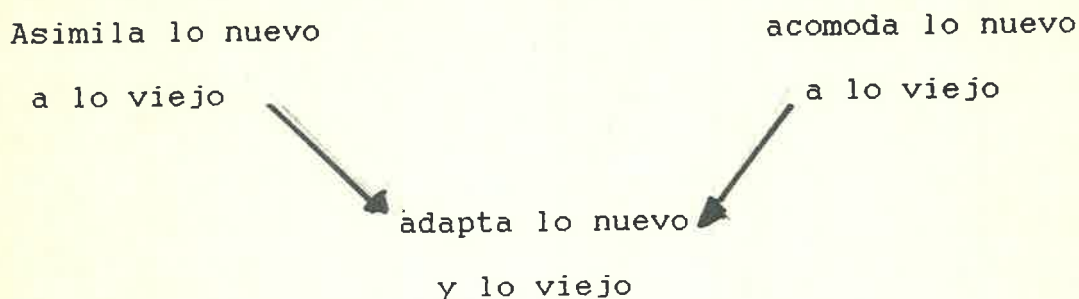 Asimila lo nuevo
a lo viejo
acomoda lo nuevo
a lo viejo
adapta lo nuevo
y lo viejo